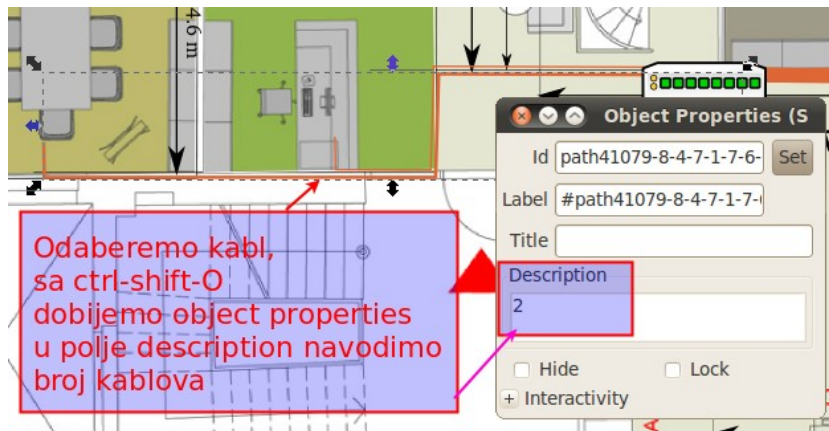 4.6 m
Object Properties (S
Id path41079-8-4-7-1-7-6- Set
Label #path41079-8-4-7-1-7-
Title
Description
2
Hide Lock
Interactivity
Odaberemo kabl,
sa ctrl-shift-O
dobijemo object properties
u polje description navodimo
broj kablova